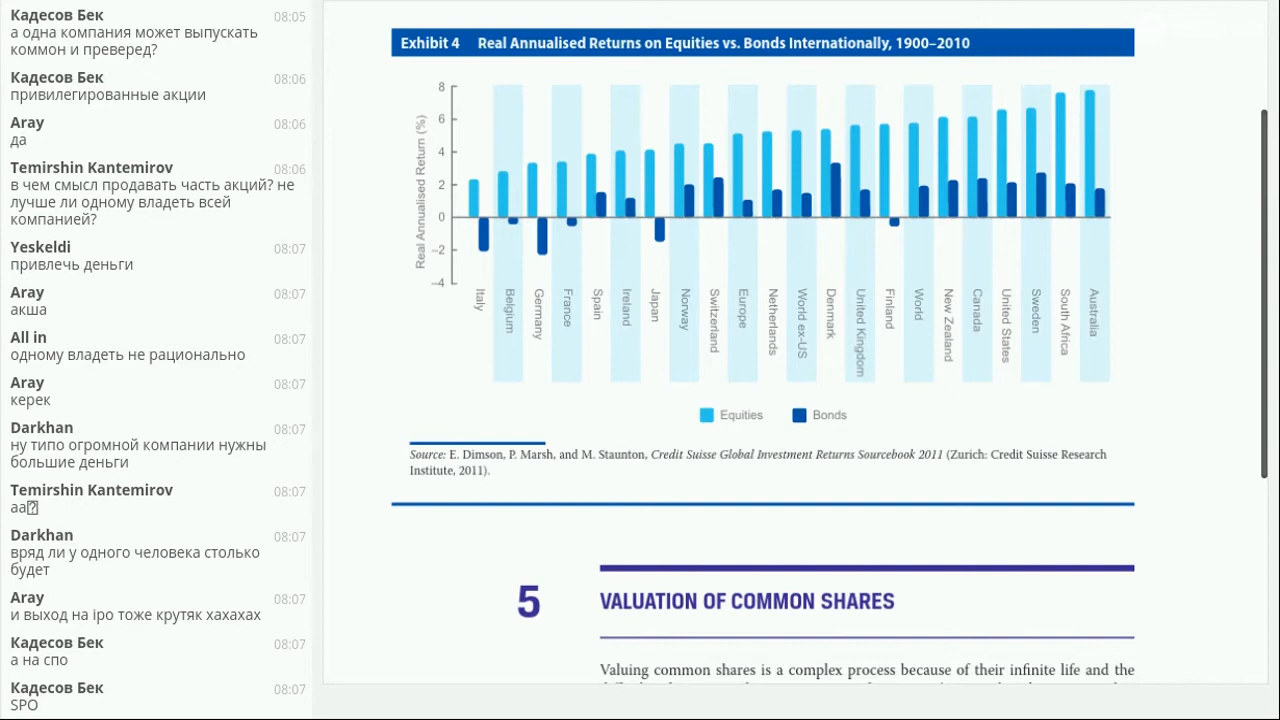 Кадесов Бек 08:05
а одна компания может выпускать
коммон и преверед?
Кадесов Бек 08:06
привилегированные акции
Aray 08:06
да
Temirshin Kantemirov 08:06
в чем смысл продавать часть акций? не
лучше ли одному владеть всей
компанией?
Yeskeldi 08:07
привлечь деньги
Aray 08:07
акша
All in 08:07
одному владеть не рационально
Aray 08:07
керек
Darkhan 08:07
ну типо огромной компании нужны
большие деньги
Temirshin Kantemirov 08:07
аа
Darkhan 08:07
вряд ли у одного человека столько
будет
Aray 08:07
и выход на ipo тоже крутяк хахахах
Кадесов Бек 08:07
а на спо
Кадесов Бек 08:07
SPO
Exhibit 4 Real Annualised Returns on Equities vs. Bonds Internationally, 1900–2010
Real Annualised Return (%)
8
6
4
2
0
−2
−4
Italy
Belgium
Germany
France
Spain
Ireland
Japan
Norway
Switzerland
Europe
Netherlands
World ex-US
Denmark
United Kingdom
Finland
World
New Zealand
Canada
United States
Sweden
South Africa
Australia
Equities Bonds
Source: E. Dimson, P. Marsh, and M. Staunton, Credit Suisse Global Investment Returns Sourcebook 2011 (Zurich: Credit Suisse Research
Institute, 2011).
5 VALUATION OF COMMON SHARES
Valuing common shares is a complex process because of their infinite life and the